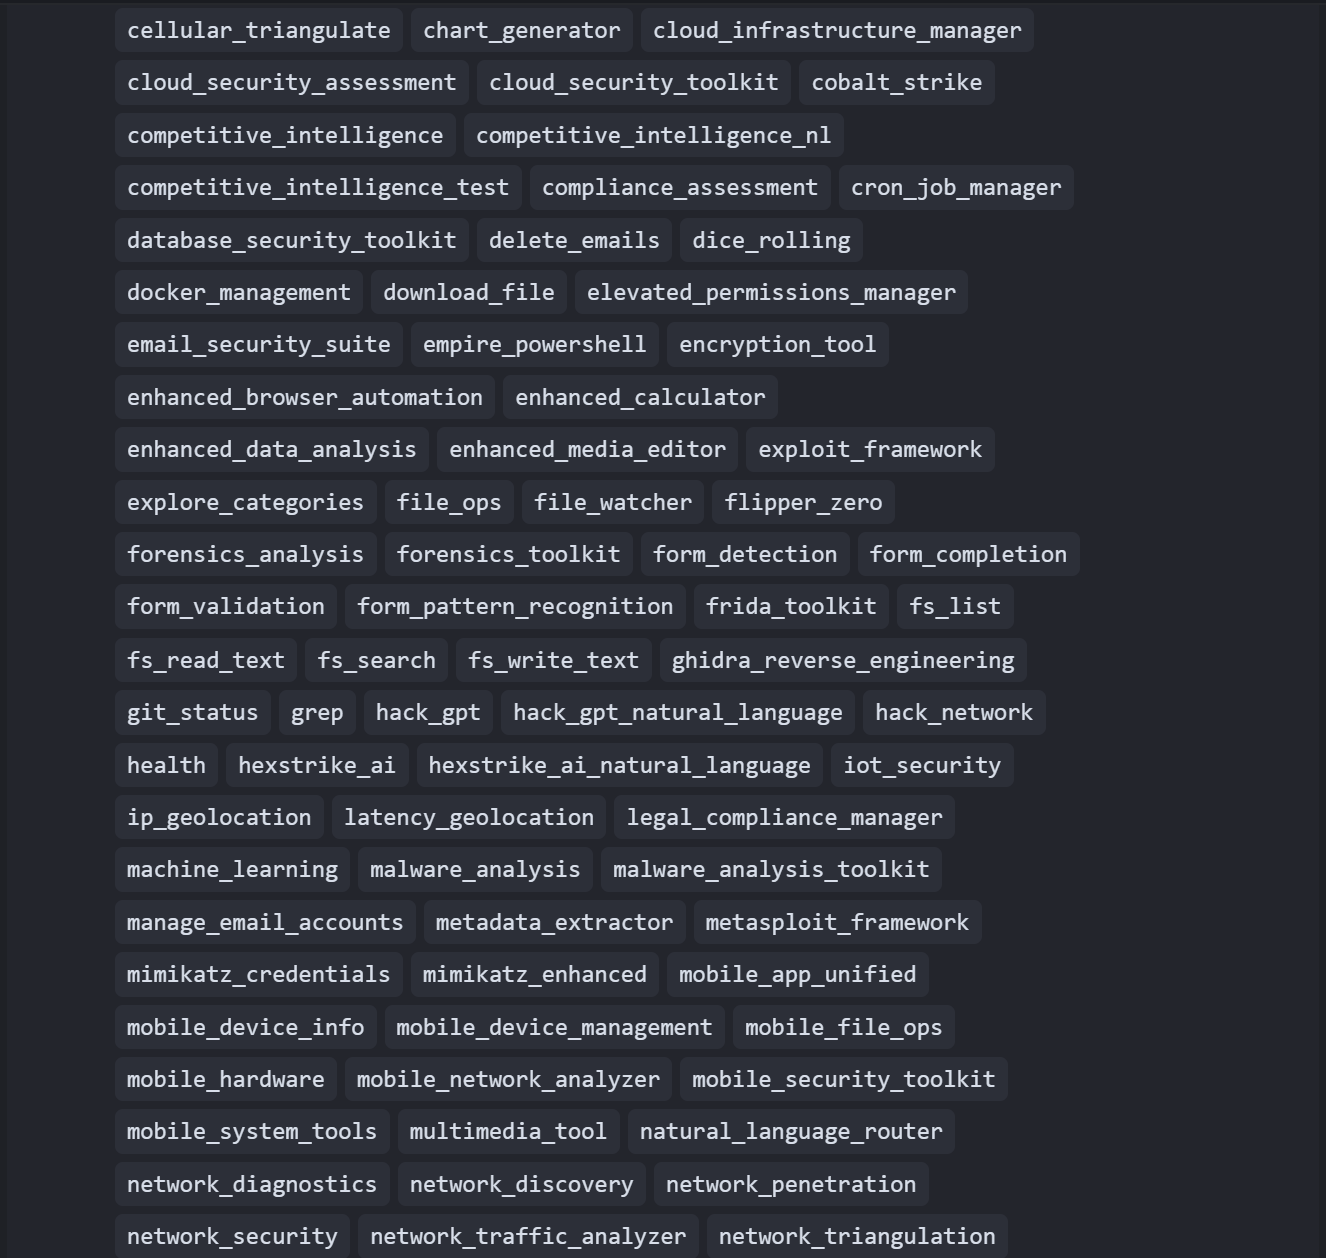 cellular_triangulate chart_generator cloud_infrastructure_manager
cloud_security_assessment cloud_security_toolkit cobalt_strike
competitive_intelligence competitive_intelligence_nl
competitive_intelligence_test compliance_assessment cron_job_manager
database_security_toolkit delete_emails dice_rolling
docker_management download_file elevated_permissions_manager
email_security_suite empire_powershell encryption_tool
enhanced_browser_automation enhanced_calculator
enhanced_data_analysis enhanced_media_editor exploit_framework
explore_categories file_ops file_watcher flipper_zero
forensics_analysis forensics_toolkit form_detection form_completion
form_validation form_pattern_recognition frida_toolkit fs_list
fs_read_text fs_search fs_write_text ghidra_reverse_engineering
git_status grep hack_gpt hack_gpt_natural_language hack_network
health hexstrike_ai hexstrike_ai_natural_language iot_security
ip_geolocation latency_geolocation legal_compliance_manager
machine_learning malware_analysis malware_analysis_toolkit
manage_email_accounts metadata_extractor metasploit_framework
mimikatz_credentials mimikatz_enhanced mobile_app_unified
mobile_device_info mobile_device_management mobile_file_ops
mobile_hardware mobile_network_analyzer mobile_security_toolkit
mobile_system_tools multimedia_tool natural_language_router
network_diagnostics network_discovery network_penetration
network_security network_traffic_analyzer network_triangulation